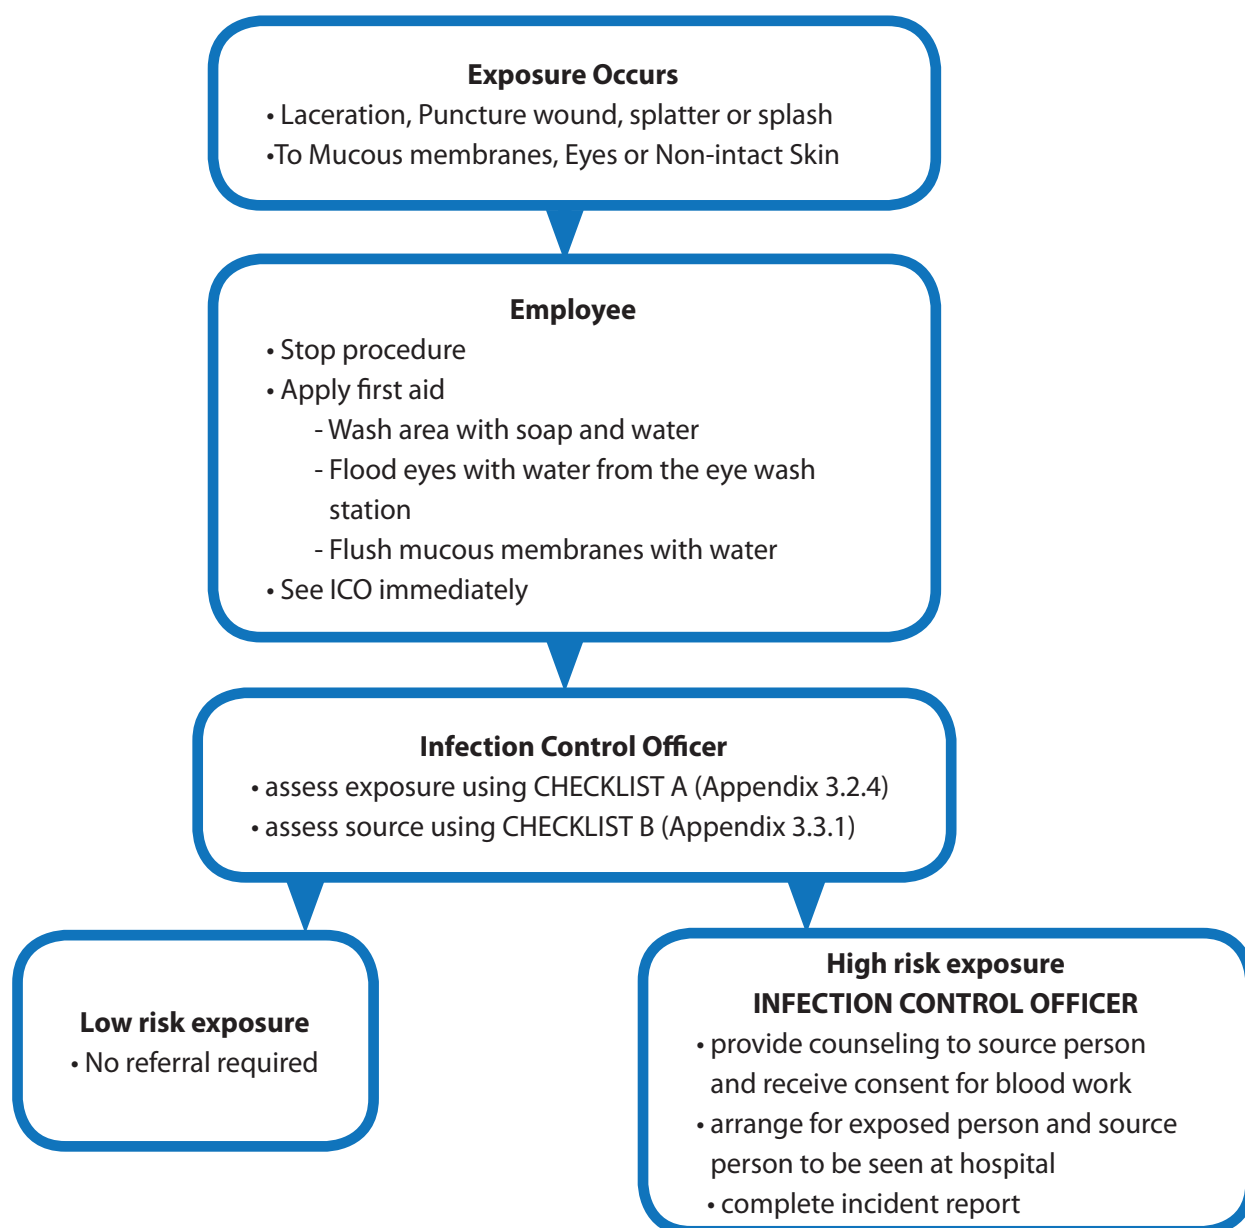 Exposure Occurs
• Laceration, Puncture wound, splatter or splash
•To Mucous membranes, Eyes or Non-intact Skin
Employee
• Stop procedure
• Apply first aid
- Wash area with soap and water
- Flood eyes with water from the eye wash
station
- Flush mucous membranes with water
• See ICO immediately
Infection Control Officer
• assess exposure using CHECKLIST A (Appendix 3.2.4)
• assess source using CHECKLIST B (Appendix 3.3.1)
Low risk exposure
• No referral required
High risk exposure
INFECTION CONTROL OFFICER
• provide counseling to source person
and receive consent for blood work
• arrange for exposed person and source
person to be seen at hospital
• complete incident report